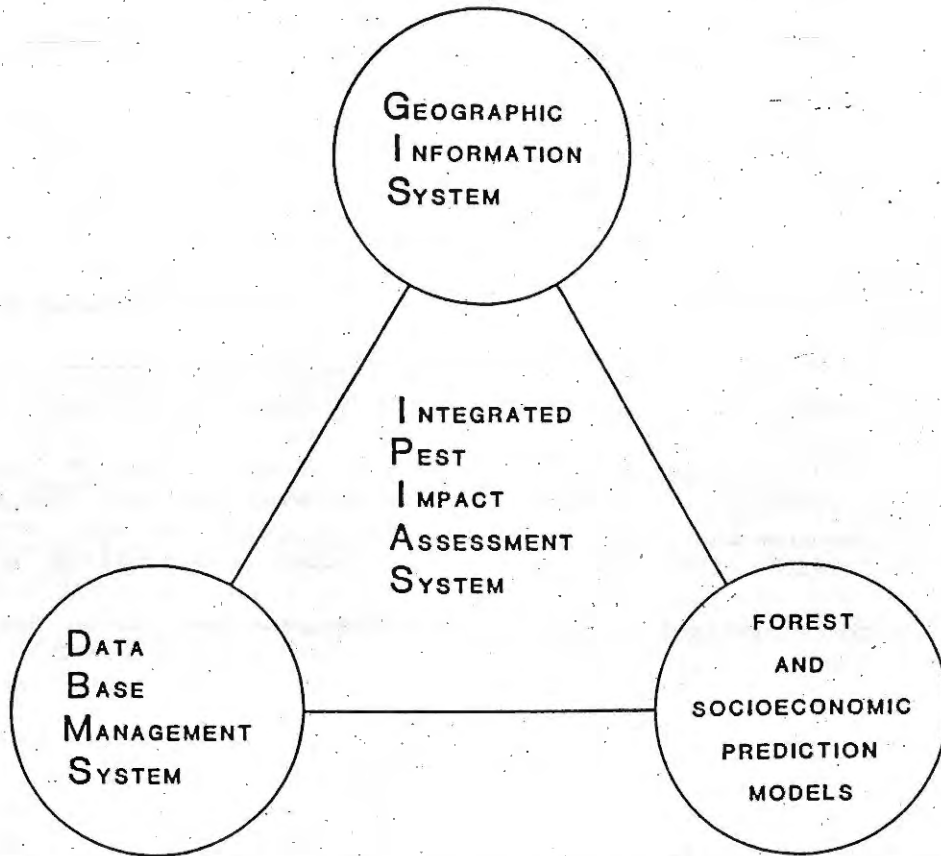 GEOGRAPHIC
INFORMATION
SYSTEM
INTEGRATED
PEST
IMPACT
ASSESSMENT
SYSTEM
DATA
BASE
MANAGEMENT
SYSTEM
FOREST
AND
SOCIOECONOMIC
PREDICTION
MODELS